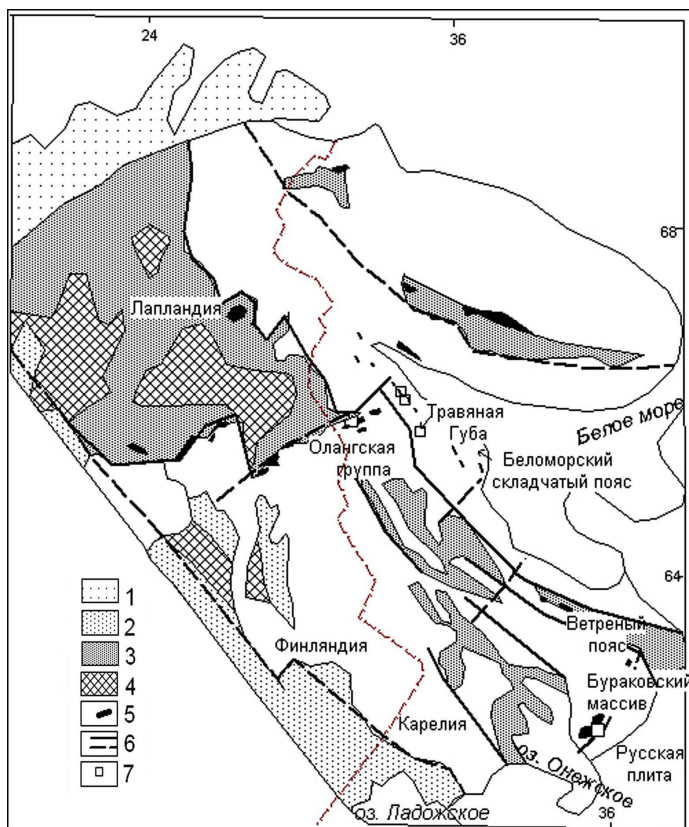 24
36
68
Лапландия
Травяная
Губа
Белое море
Олангская
группа
Беломорский
складчатый пояс
64
1
2
3
4
5
6
7
Финляндия
Ветреный
пояс
Бураковский
массив
Карелия
Русская
плита
оз. Онежское
оз. Ладожское
36